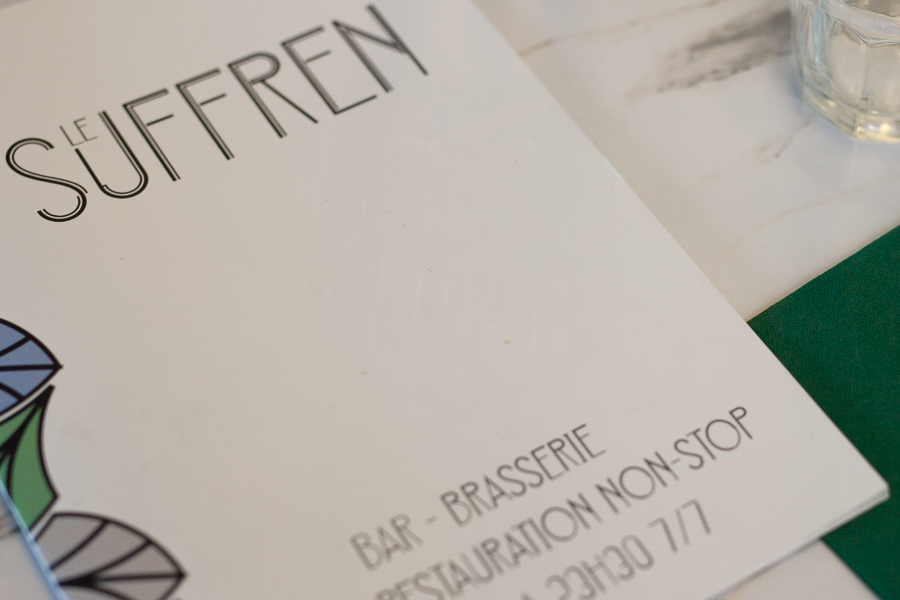 LE
SUFFREN
BAR - BRASSERIE
RESTAURATION NON-STOP
À 23H30 7/7